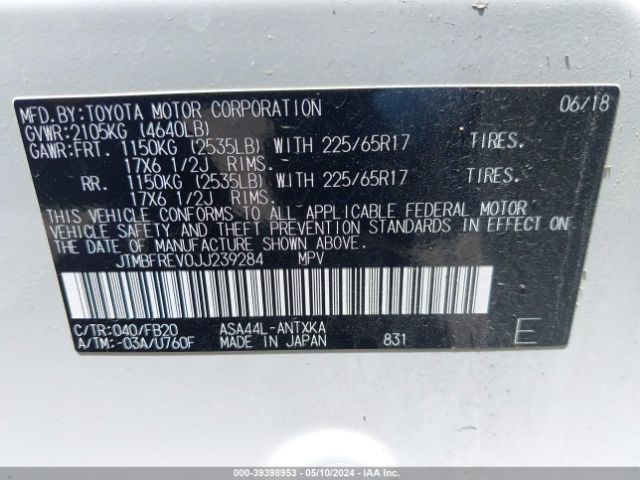 MFD.BY:TOYOTA MOTOR CORPORATION 06/18
GVWR:2105KG (4640LB)
GAWR:FRT. 1150KG (2535LB) WITH 225/65R17 TIRES.
17X6 1/2J RIMS.
RR. 1150KG (2535LB) WITH 225/65R17 TIRES.
17X6 1/2J RIMS.
THIS VEHICLE CONFORMS TO ALL APPLICABLE FEDERAL MOTOR
VEHICLE SAFETY AND THEFT PREVENTION STANDARDS IN EFFECT ON
THE DATE OF MANUFACTURE SHOWN ABOVE.
JTMBFREV0JJ239284 MPV
C/TR:040/FB20 ASA44L-ANTXKA
A/TM:-03A/U760F MADE IN JAPAN 831 E
IAA - 39398953 - 05/10/2024 - IAAI.COM